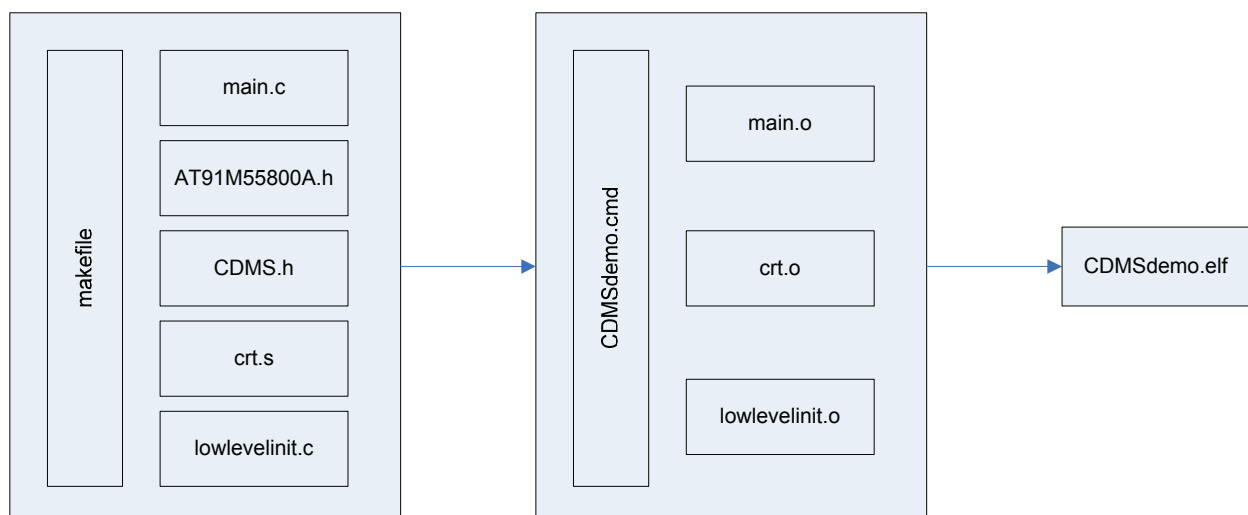 makefile
main.c
AT91M55800A.h
CDMS.h
crt.s
lowlevelinit.c
CDMSdemo.cmd
main.o
crt.o
lowlevelinit.o
CDMSdemo.elf